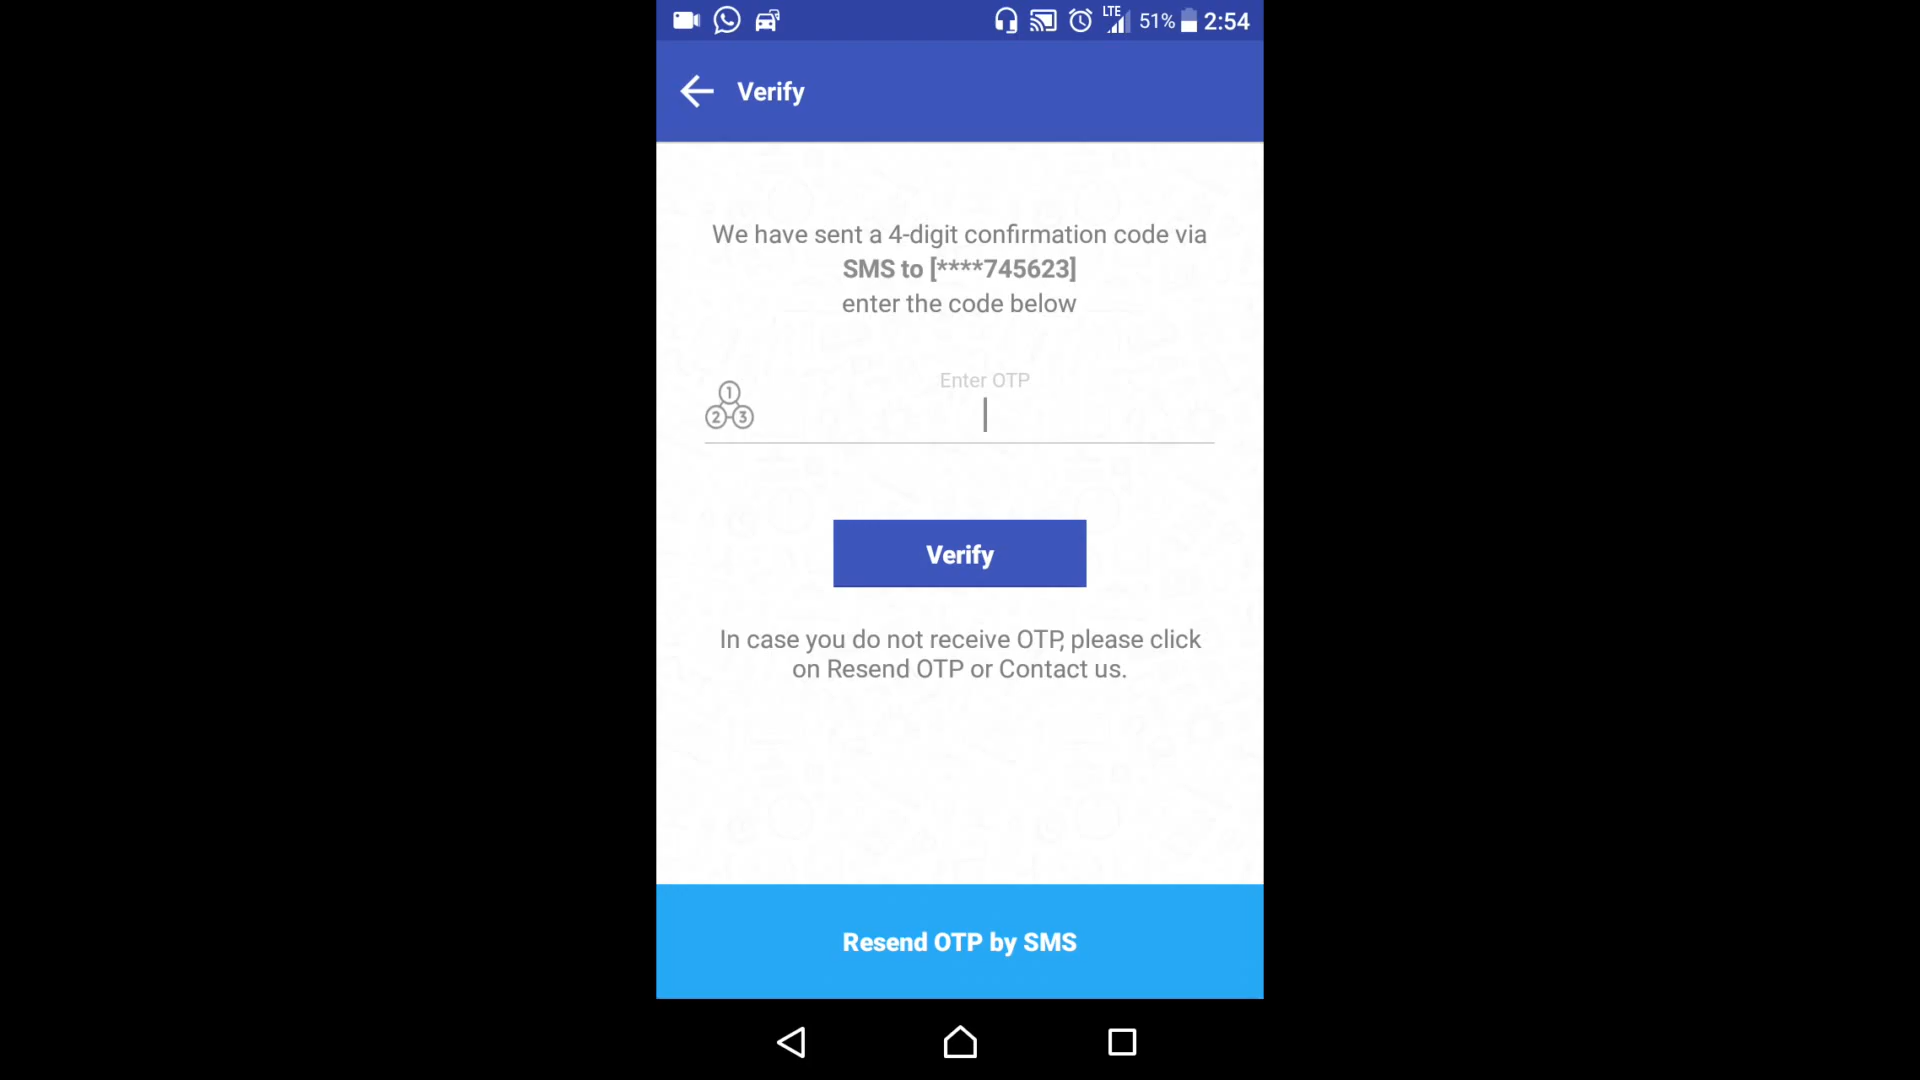 LTE 51% 2:54
Verify
We have sent a 4-digit confirmation code via
SMS to [****745623]
enter the code below
Enter OTP
1
2 3
Verify
In case you do not receive OTP, please click
on Resend OTP or Contact us.
Resend OTP by SMS